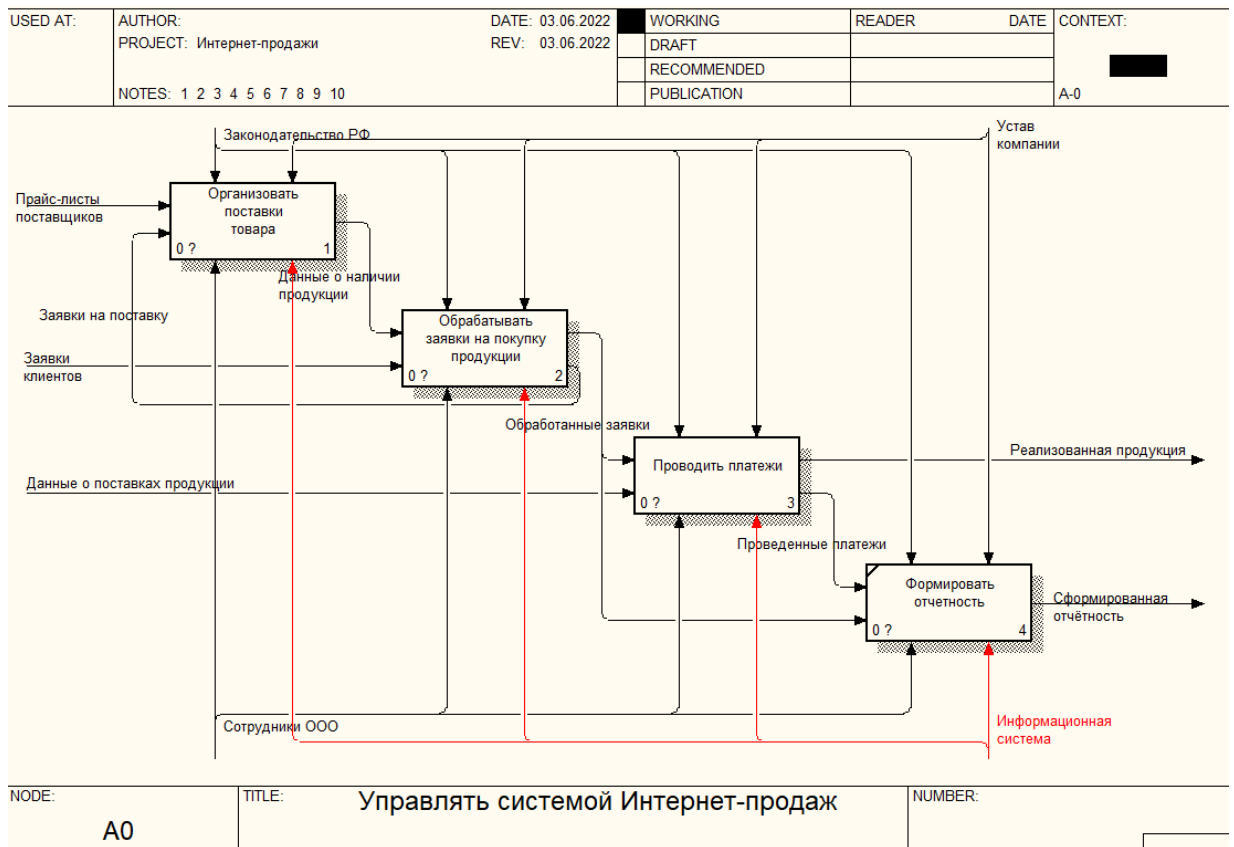 USED AT:
AUTHOR:
DATE: 03.06.2022
PROJECT: Интернет-продажи
REV: 03.06.2022
NOTES: 1 2 3 4 5 6 7 8 9 10
WORKING
DRAFT
RECOMMENDED
PUBLICATION
READER
DATE
CONTEXT:
A-0
Законодательство РФ
Устав
компании
Прайс-листы
поставщиков
Организовать
поставки
товара
0 ?
1
Данные о наличии
продукции
Заявки на поставку
Обрабатывать
заявки на покупку
продукции
0 ?
2
Заявки
клиентов
Обработанные заявки
Проводить платежи
0 ?
3
Реализованная продукция
Данные о поставках продукции
Проведенные платежи
Формировать
отчетность
0 ?
4
Сформированная
отчётность
Сотрудники ООО
Информационная
система
NODE:
A0
TITLE:
Управлять системой Интернет-продаж
NUMBER: